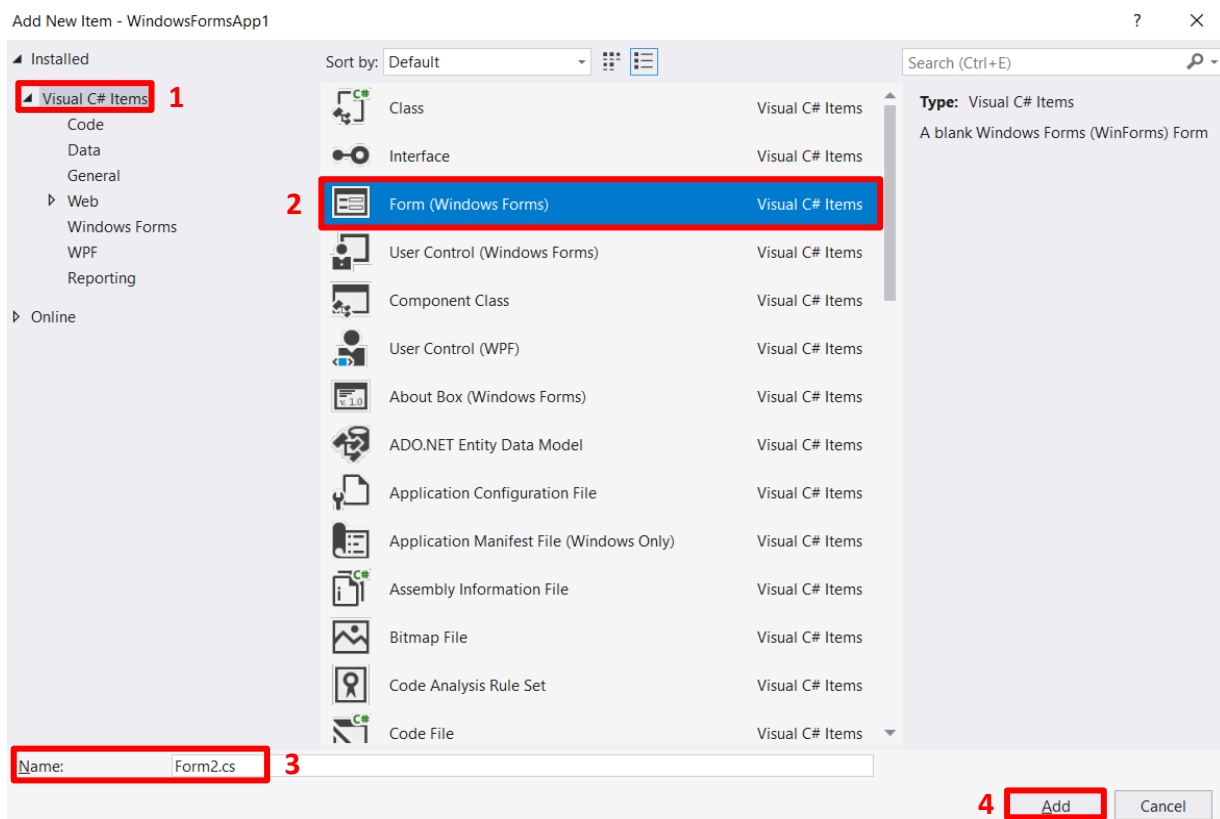 Add New Item - WindowsFormsApp1
?
Installed
Sort by: Default
Search (Ctrl+E)
Visual C# Items 1
Code
Data
General
Web
Windows Forms
WPF
Reporting
Online
C# Class Visual C# Items
Interface Visual C# Items
2 Form (Windows Forms) Visual C# Items
User Control (Windows Forms) Visual C# Items
Component Class Visual C# Items
User Control (WPF) Visual C# Items
v. 1.0 About Box (Windows Forms) Visual C# Items
ADO.NET Entity Data Model Visual C# Items
Application Configuration File Visual C# Items
Application Manifest File (Windows Only) Visual C# Items
C# Assembly Information File Visual C# Items
Bitmap File Visual C# Items
Code Analysis Rule Set Visual C# Items
C# Code File Visual C# Items
Type: Visual C# Items
A blank Windows Forms (WinForms) Form
Name: Form2.cs 3
4 Add Cancel